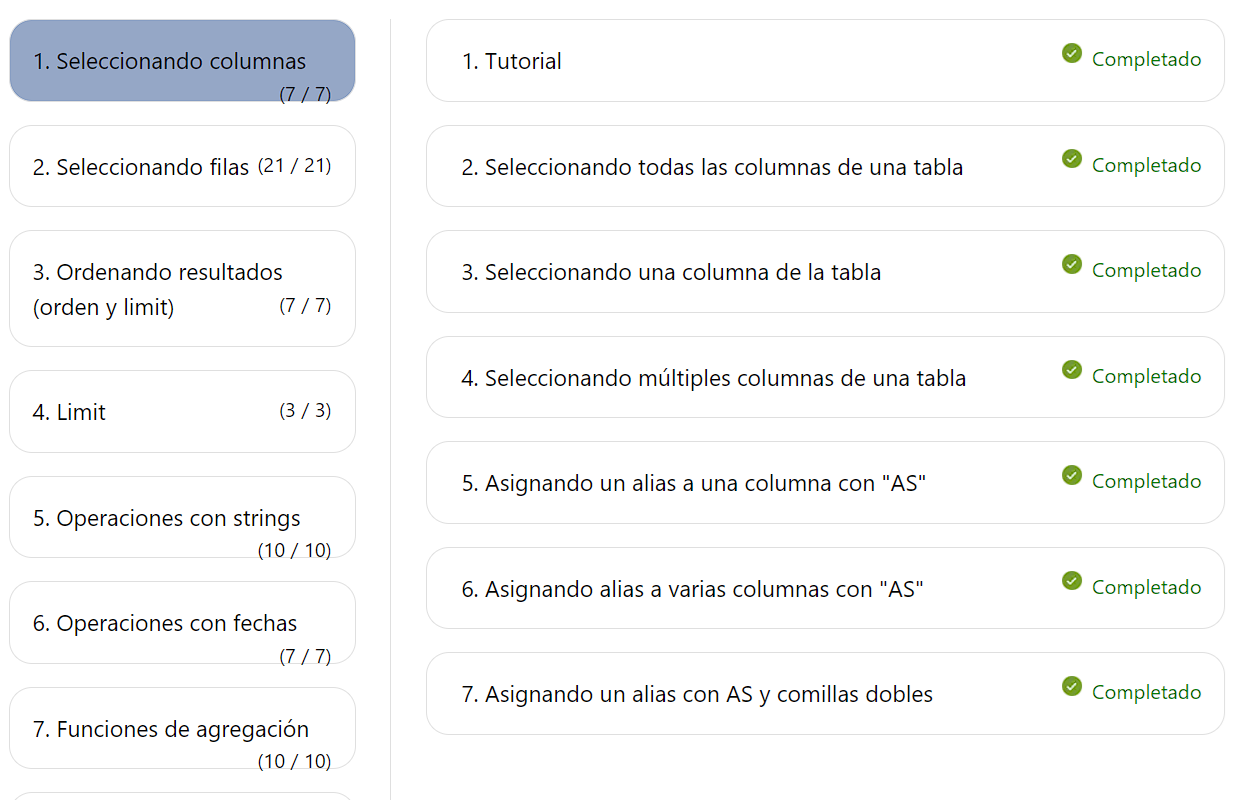 1. Seleccionando columnas
(7 / 7)
2. Seleccionando filas (21 / 21)
3. Ordenando resultados
(orden y limit) (7 / 7)
4. Limit (3 / 3)
5. Operaciones con strings
(10 / 10)
6. Operaciones con fechas
(7 / 7)
7. Funciones de agregación
(10 / 10)
1. Tutorial Completado
2. Seleccionando todas las columnas de una tabla Completado
3. Seleccionando una columna de la tabla Completado
4. Seleccionando múltiples columnas de una tabla Completado
5. Asignando un alias a una columna con "AS" Completado
6. Asignando alias a varias columnas con "AS" Completado
7. Asignando un alias con AS y comillas dobles Completado